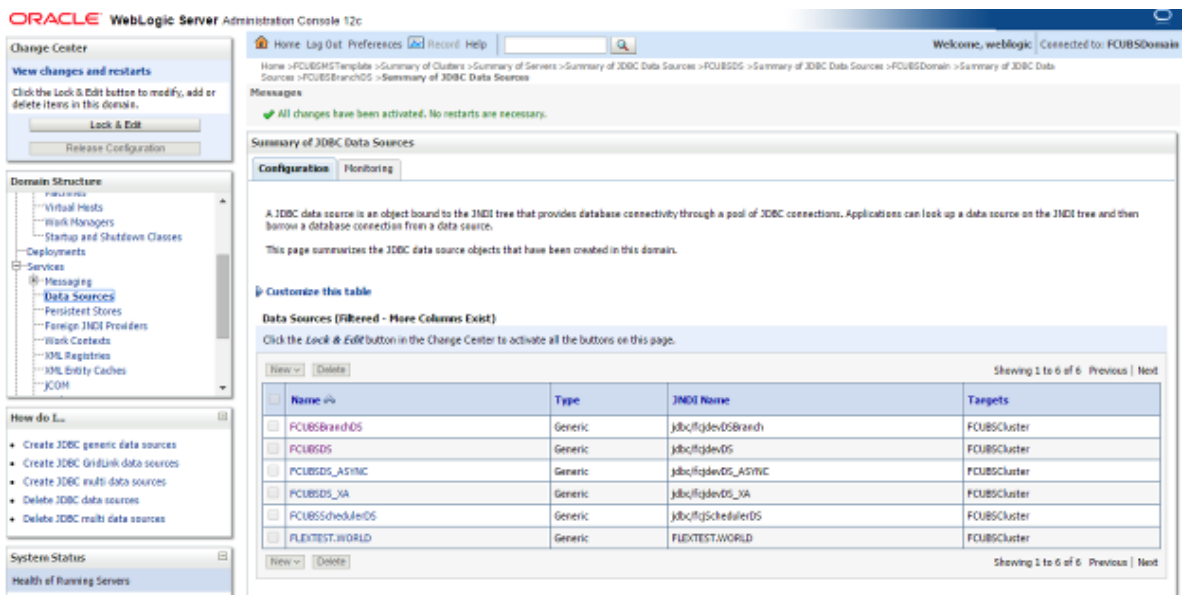 ORACLE WebLogic Server Administration Console 12c
Change Center
View changes and restarts
Click the Lock & Edit button to modify, add or
delete items in this domain.
Lock & Edit
Release Configuration
Domain Structure
Machines
Virtual Hosts
Work Managers
Startup and Shutdown Classes
Deployments
Services
Messaging
Data Sources
Persistent Stores
Foreign JNDI Providers
Work Contexts
XML Registries
XML Entity Caches
jCOM
How do I...
Create JDBC generic data sources
Create JDBC GridLink data sources
Create JDBC multi data sources
Delete JDBC data sources
Delete JDBC multi data sources
System Status
Health of Running Servers
Home Log Out Preferences Record Help
Welcome, weblogic Connected to: FCUBSDomain
Home >FCUBSMSTemplate >Summary of Clusters >Summary of Servers >Summary of JDBC Data Sources >FCUBSDS >Summary of JDBC Data Sources >FCUBSDomain >Summary of JDBC Data
Sources >FCUBSBranchDS >Summary of JDBC Data Sources
Messages
All changes have been activated. No restarts are necessary.
Summary of JDBC Data Sources
Configuration Monitoring
A JDBC data source is an object bound to the JNDI tree that provides database connectivity through a pool of JDBC connections. Applications can look up a data source on the JNDI tree and then
borrow a database connection from a data source.
This page summarizes the JDBC data source objects that have been created in this domain.
Customize this table
Data Sources (Filtered - More Columns Exist)
Click the Lock & Edit button in the Change Center to activate all the buttons on this page.
New Delete Showing 1 to 6 of 6 Previous | Next
Name Type JNDI Name Targets
FCUBSBranchDS Generic jdbc/fcjdevDSBranch FCUBSCluster
FCUBSDS Generic jdbc/fcjdevDS FCUBSCluster
FCUBSDS_ASYNC Generic jdbc/fcjdevDS_ASYNC FCUBSCluster
FCUBSDS_XA Generic jdbc/fcjdevDS_XA FCUBSCluster
FCUBSSchedulerDS Generic jdbc/fcjSchedulerDS FCUBSCluster
FLEXTEST.WORLD Generic FLEXTEST.WORLD FCUBSCluster
New Delete Showing 1 to 6 of 6 Previous | Next